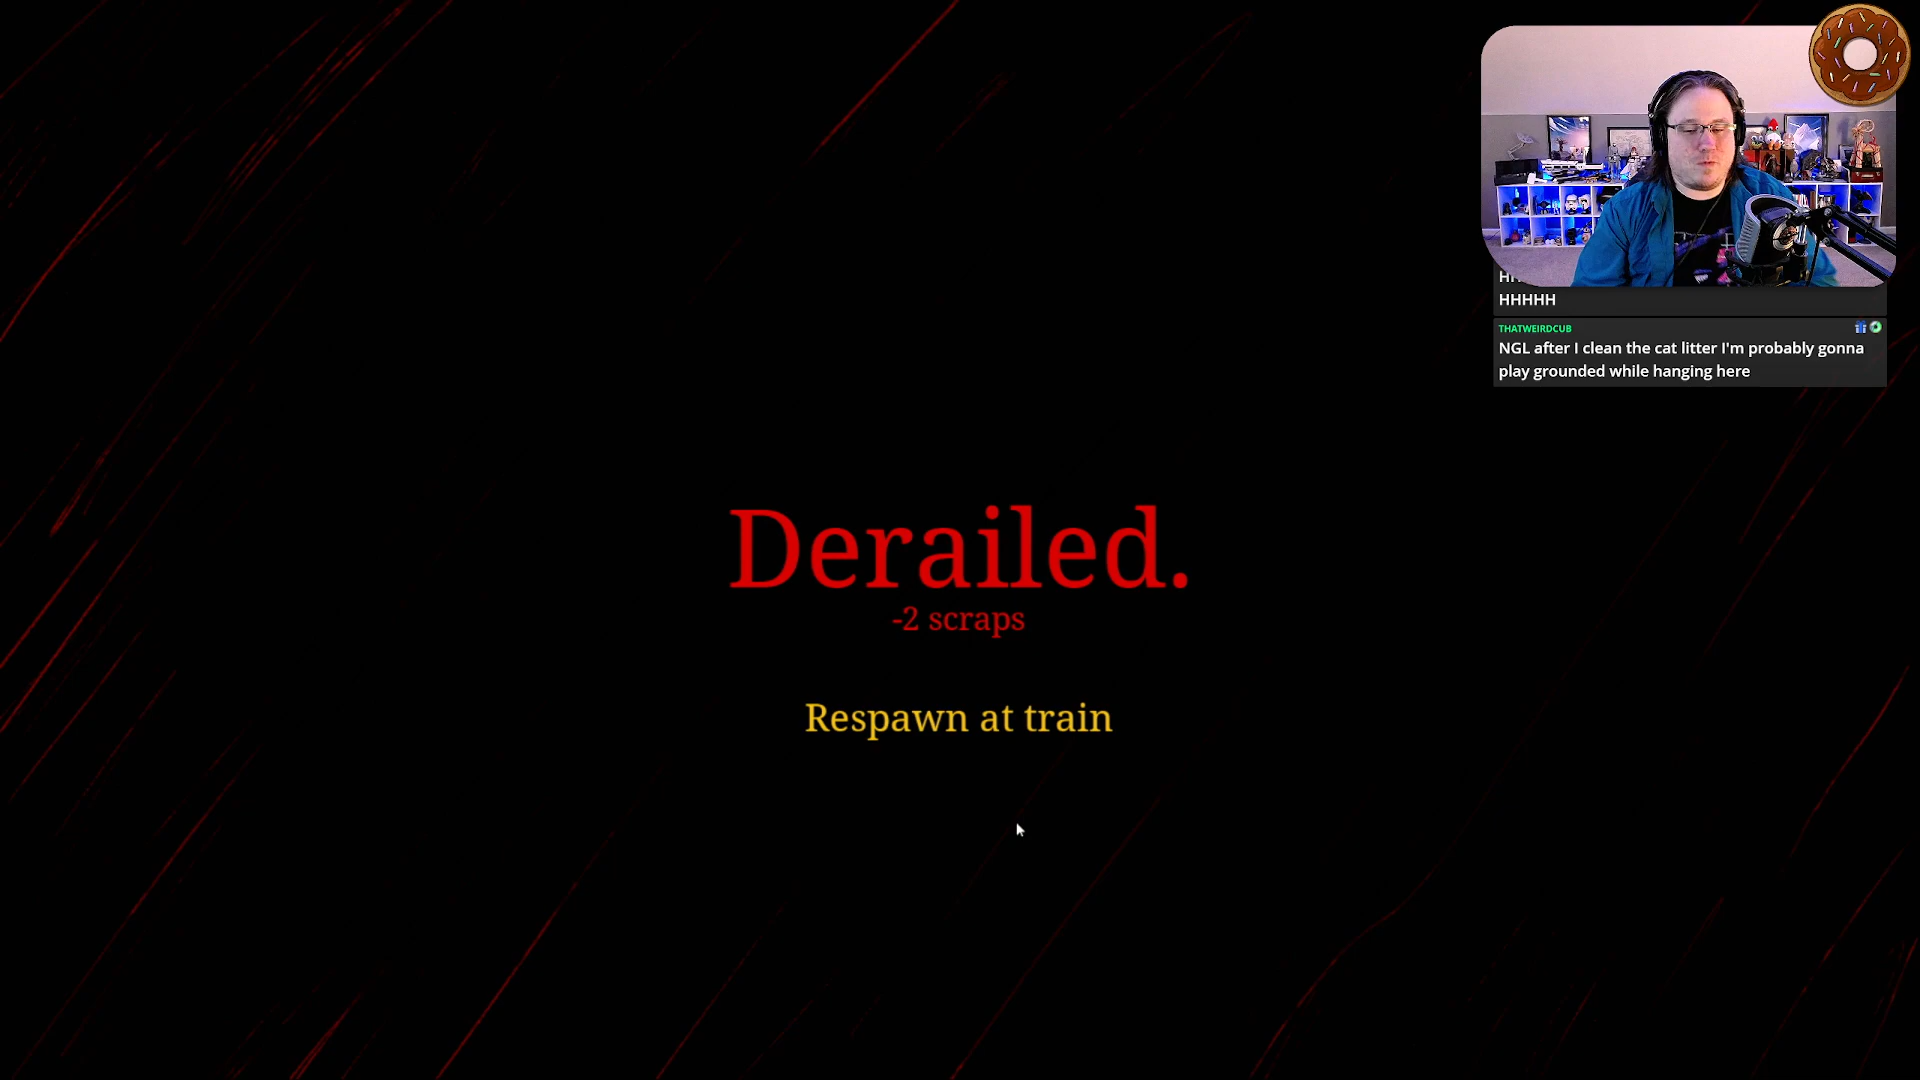 HHHHH
THATWEIRDCUB
NGL after I clean the cat litter I'm probably gonna
play grounded while hanging here
Derailed.
-2 scraps
Respawn at train